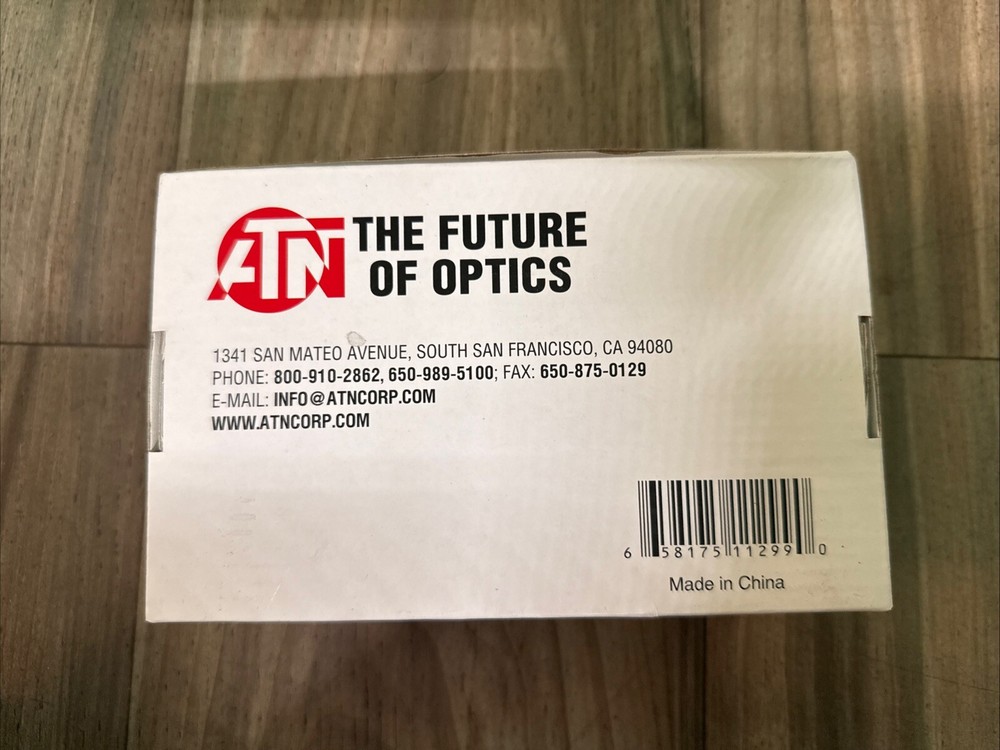 ATN THE FUTURE
OF OPTICS
1341 SAN MATEO AVENUE, SOUTH SAN FRANCISCO, CA 94080
PHONE: 800-910-2862, 650-989-5100; FAX: 650-875-0129
E-MAIL: INFO@ATNCORP.COM
WWW.ATNCORP.COM
6 58175 11299 0
Made in China